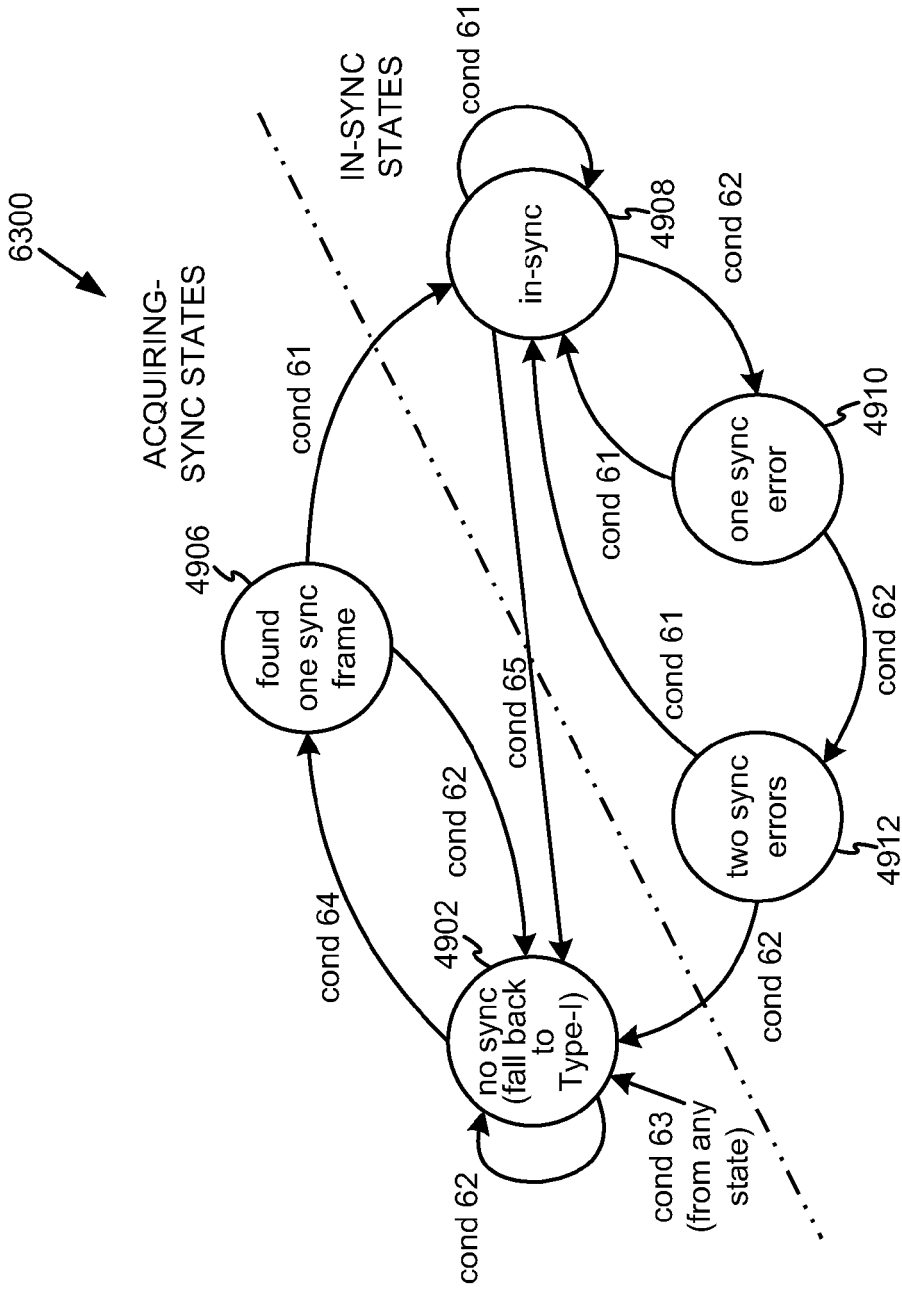 6300
ACQUIRING-
SYNC STATES
IN-SYNC
STATES
4906
found
one sync
frame
cond 61
cond 61
in-sync
4908
cond 62
cond 64
cond 62
cond 65
4902
no sync
(fall back
to
Type-I)
cond 62
cond 63
(from any
state)
cond 61
cond 61
one sync
error
4910
cond 62
two sync
errors
4912
cond 62